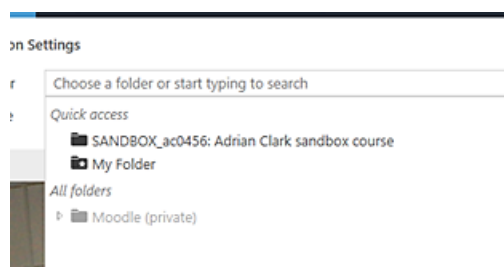 on Settings
r
Choose a folder or start typing to search
e
Quick access
SANDBOX_ac0456: Adrian Clark sandbox course
My Folder
All folders
Moodle (private)